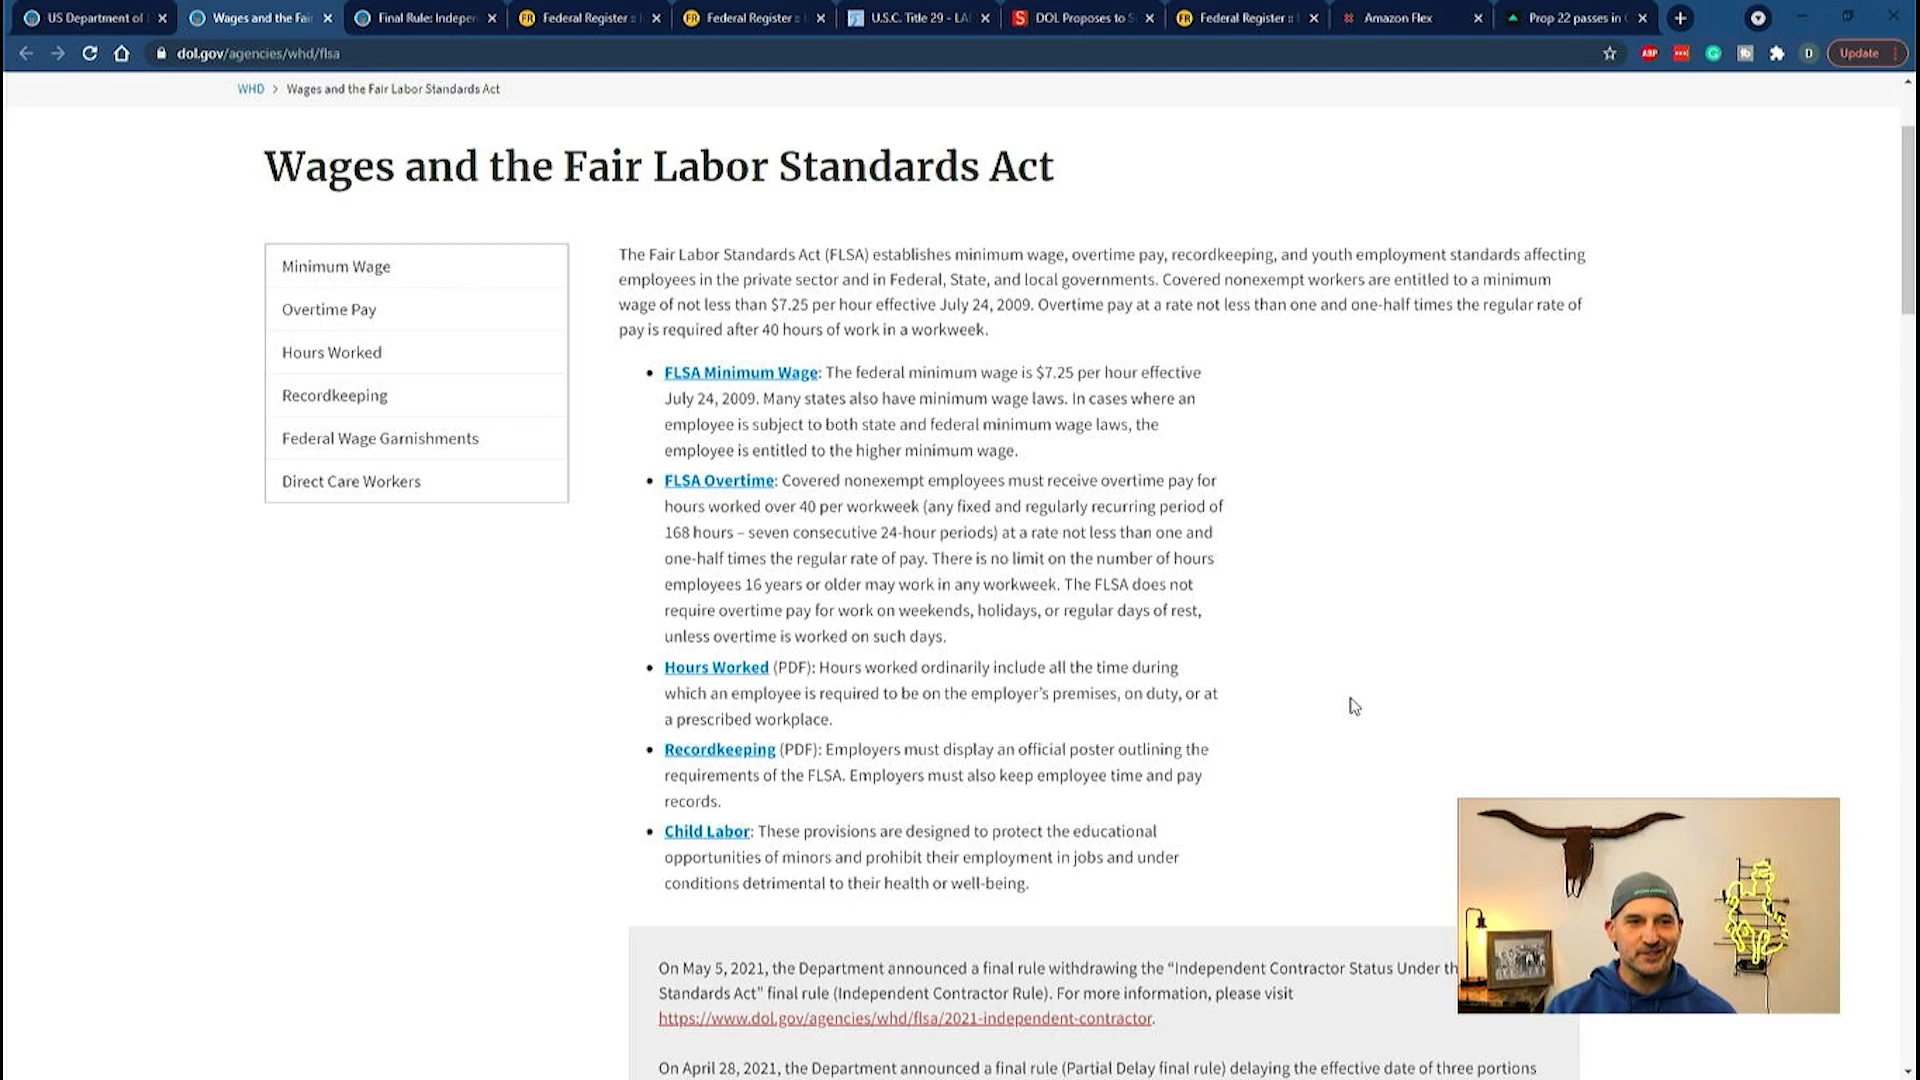 US Department of
Wages and the Fai
Final Rule: Indepen
Federal Register ::
Federal Register ::
U.S.C. Title 29 - LA
DOL Proposes to S
Federal Register ::
Amazon Flex
Prop 22 passes in
dol.gov/agencies/whd/flsa
ABP
D
Update
WHD > Wages and the Fair Labor Standards Act
Wages and the Fair Labor Standards Act
Minimum Wage
Overtime Pay
Hours Worked
Recordkeeping
Federal Wage Garnishments
Direct Care Workers
The Fair Labor Standards Act (FLSA) establishes minimum wage, overtime pay, recordkeeping, and youth employment standards affecting
employees in the private sector and in Federal, State, and local governments. Covered nonexempt workers are entitled to a minimum
wage of not less than $7.25 per hour effective July 24, 2009. Overtime pay at a rate not less than one and one-half times the regular rate of
pay is required after 40 hours of work in a workweek.
• FLSA Minimum Wage: The federal minimum wage is $7.25 per hour effective
July 24, 2009. Many states also have minimum wage laws. In cases where an
employee is subject to both state and federal minimum wage laws, the
employee is entitled to the higher minimum wage.
• FLSA Overtime: Covered nonexempt employees must receive overtime pay for
hours worked over 40 per workweek (any fixed and regularly recurring period of
168 hours – seven consecutive 24-hour periods) at a rate not less than one and
one-half times the regular rate of pay. There is no limit on the number of hours
employees 16 years or older may work in any workweek. The FLSA does not
require overtime pay for work on weekends, holidays, or regular days of rest,
unless overtime is worked on such days.
• Hours Worked (PDF): Hours worked ordinarily include all the time during
which an employee is required to be on the employer’s premises, on duty, or at
a prescribed workplace.
• Recordkeeping (PDF): Employers must display an official poster outlining the
requirements of the FLSA. Employers must also keep employee time and pay
records.
• Child Labor: These provisions are designed to protect the educational
opportunities of minors and prohibit their employment in jobs and under
conditions detrimental to their health or well-being.
On May 5, 2021, the Department announced a final rule withdrawing the “Independent Contractor Status Under th
Standards Act” final rule (Independent Contractor Rule). For more information, please visit
https://www.dol.gov/agencies/whd/flsa/2021-independent-contractor.
On April 28, 2021, the Department announced a final rule (Partial Delay final rule) delaying the effective date of three portions